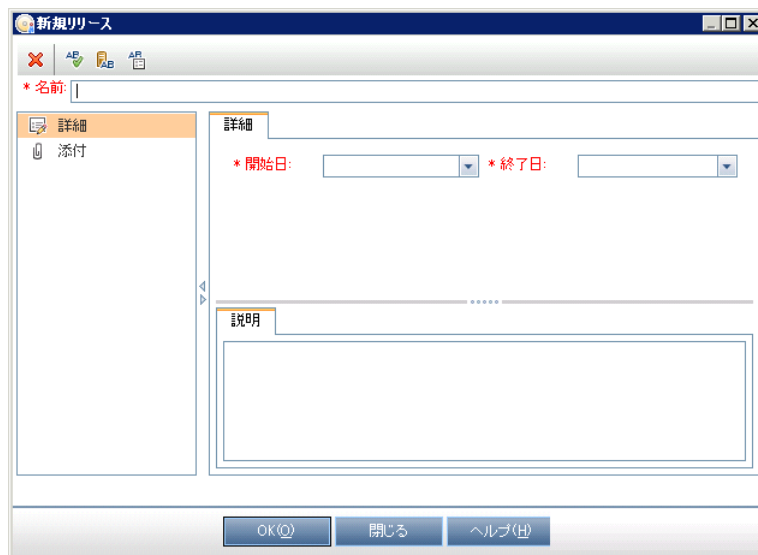 新規リリース
* 名前:
詳細
添付
詳細
* 開始日: * 終了日:
説明
OK(O) 閉じる ヘルプ(H)